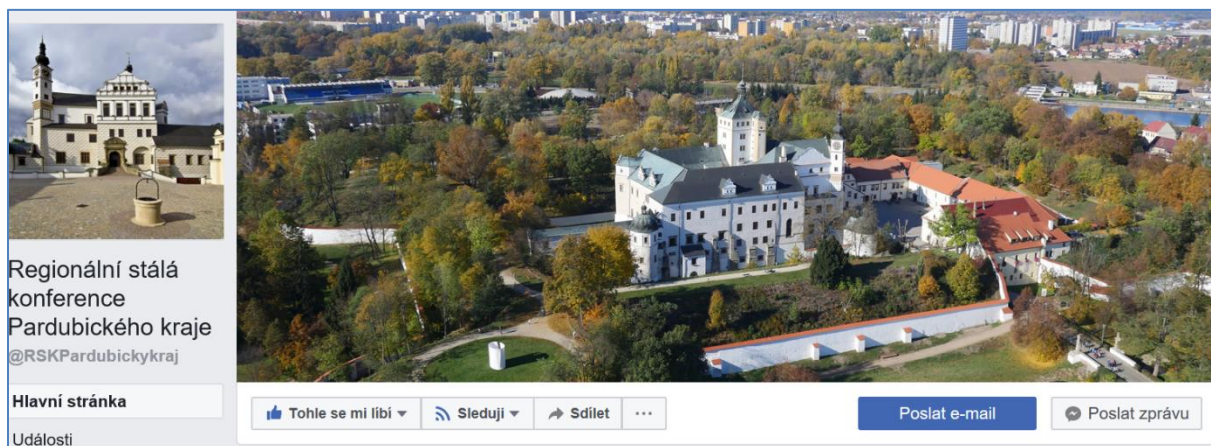 Regionální stálá
konference
Pardubického kraje
@RSKPardubickykraj
Hlavní stránka
Události
Tohle se mi líbí
Sleduji
Sdílet
...
Poslat e-mail
Poslat zprávu